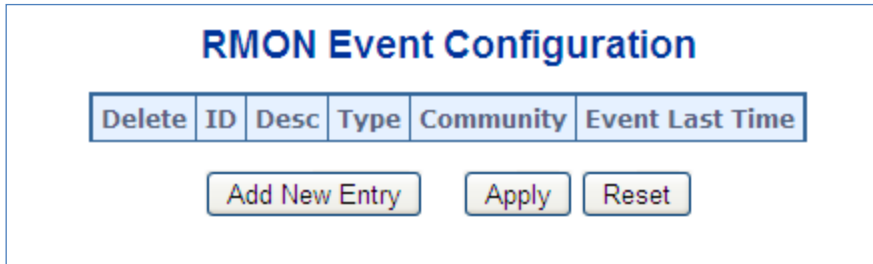 RMON Event Configuration
Delete ID Desc Type Community Event Last Time
Add New Entry Apply Reset